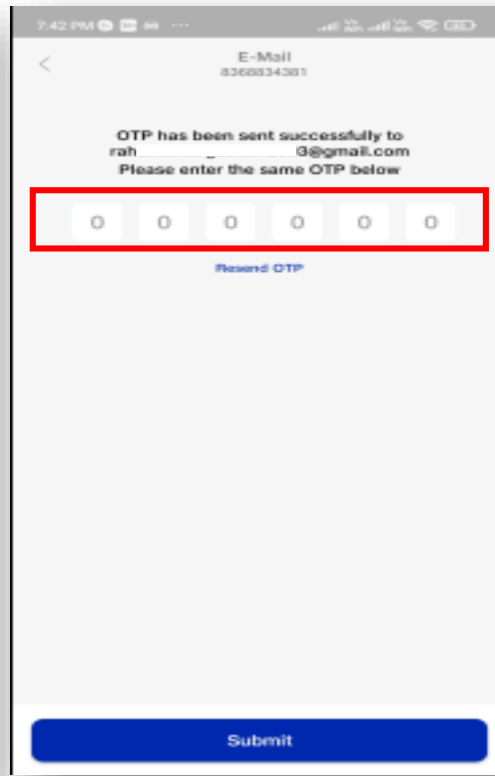 7:42 PM
E-Mail
8368834381
OTP has been sent successfully to
rah 3@gmail.com
Please enter the same OTP below
0 0 0 0 0 0
Resend OTP
Submit